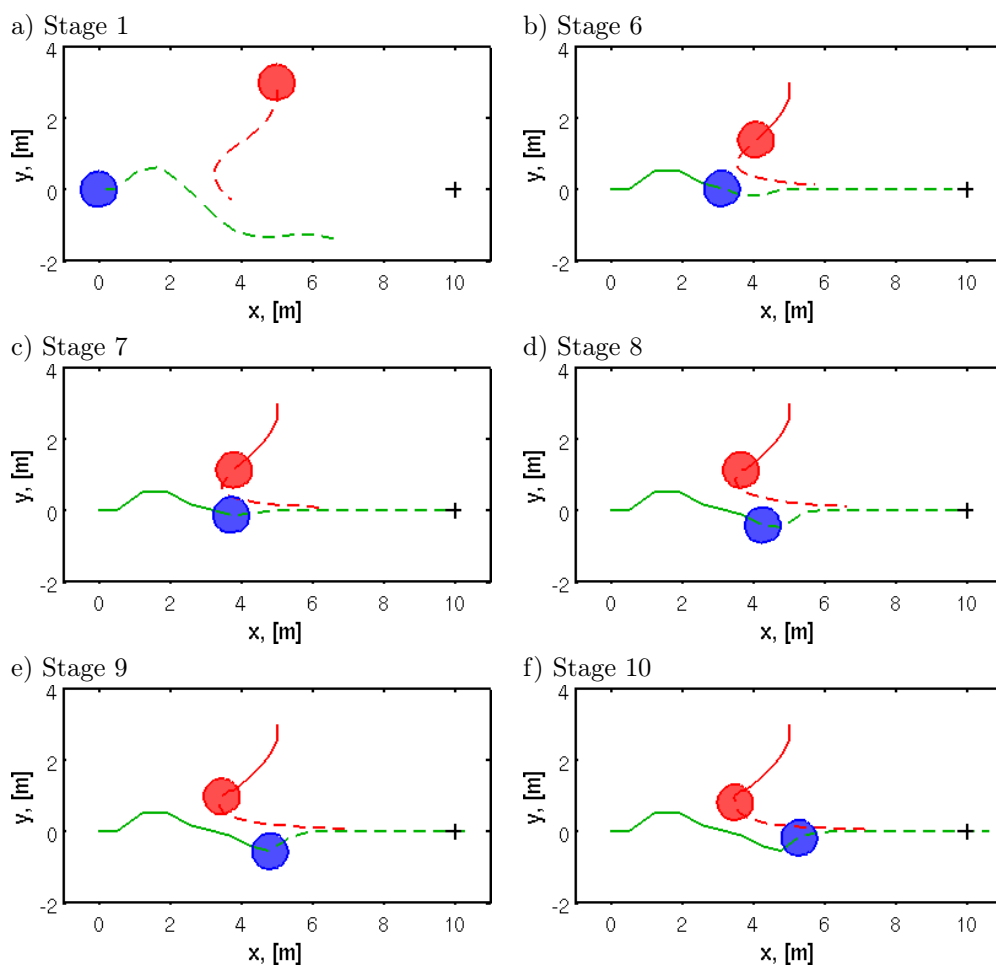 a) Stage 1
4
2
0
-2
y, [m]
0 2 4 6 8 10
x, [m]
b) Stage 6
4
2
0
-2
y, [m]
0 2 4 6 8 10
x, [m]
c) Stage 7
4
2
0
-2
y, [m]
0 2 4 6 8 10
x, [m]
d) Stage 8
4
2
0
-2
y, [m]
0 2 4 6 8 10
x, [m]
e) Stage 9
4
2
0
-2
y, [m]
0 2 4 6 8 10
x, [m]
f) Stage 10
4
2
0
-2
y, [m]
0 2 4 6 8 10
x, [m]